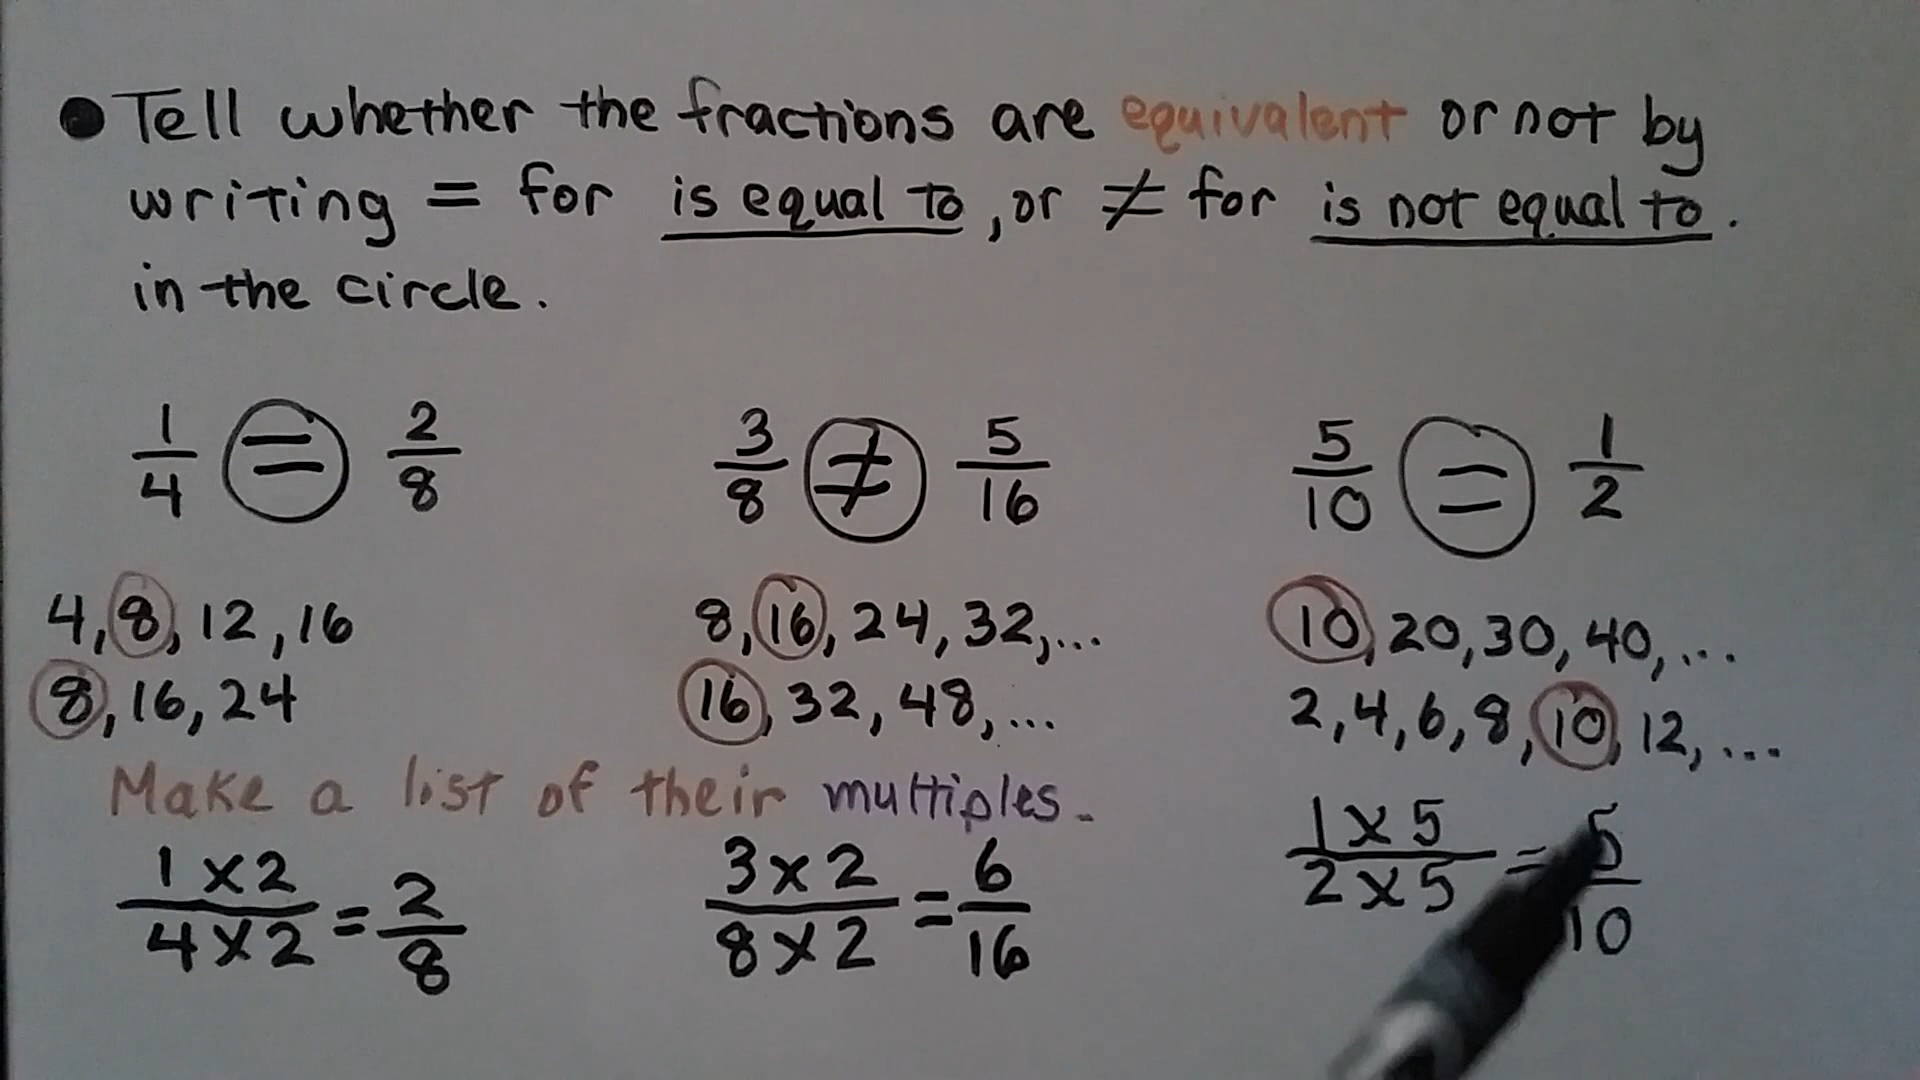 ● Tell whether the fractions are equivalent or not by
writing = for is equal to, or ≠ for is not equal to.
in the circle.
1/4 = 2/8
3/8 ≠ 5/16
5/10 = 1/2
4, 8, 12, 16
8, 16, 24
8, 16, 24, 32, ...
16, 32, 48, ...
10, 20, 30, 40, ...
2, 4, 6, 8, 10, 12, ...
Make a list of their multiples.
1 x 2 / 4 x 2 = 2/8
3 x 2 / 8 x 2 = 6/16
1 x 5 / 2 x 5 = 5/10